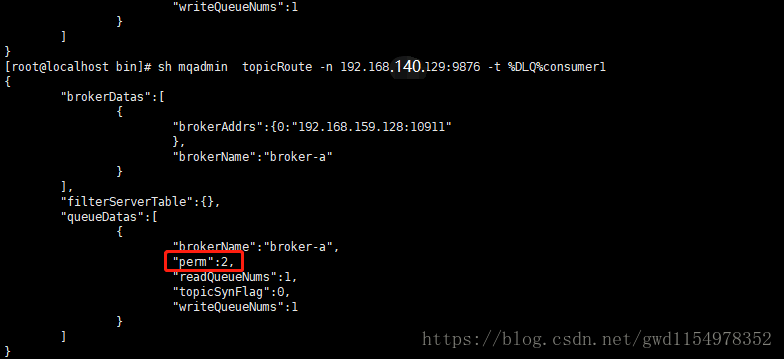 "writeQueueNums":1
}
]
}
[root@localhost bin]# sh mqadmin  topicRoute -n 192.168.140.129:9876 -t %DLQ%consumer1
{
"brokerDatas":[
{
"brokerAddrs":{0:"192.168.159.128:10911"
},
"brokerName":"broker-a"
}
],
"filterServerTable":{},
"queueDatas":[
{
"brokerName":"broker-a",
"perm":2,
"readQueueNums":1,
"topicSynFlag":0,
"writeQueueNums":1
}
]
}
https://blog.csdn.net/gwd1154978352